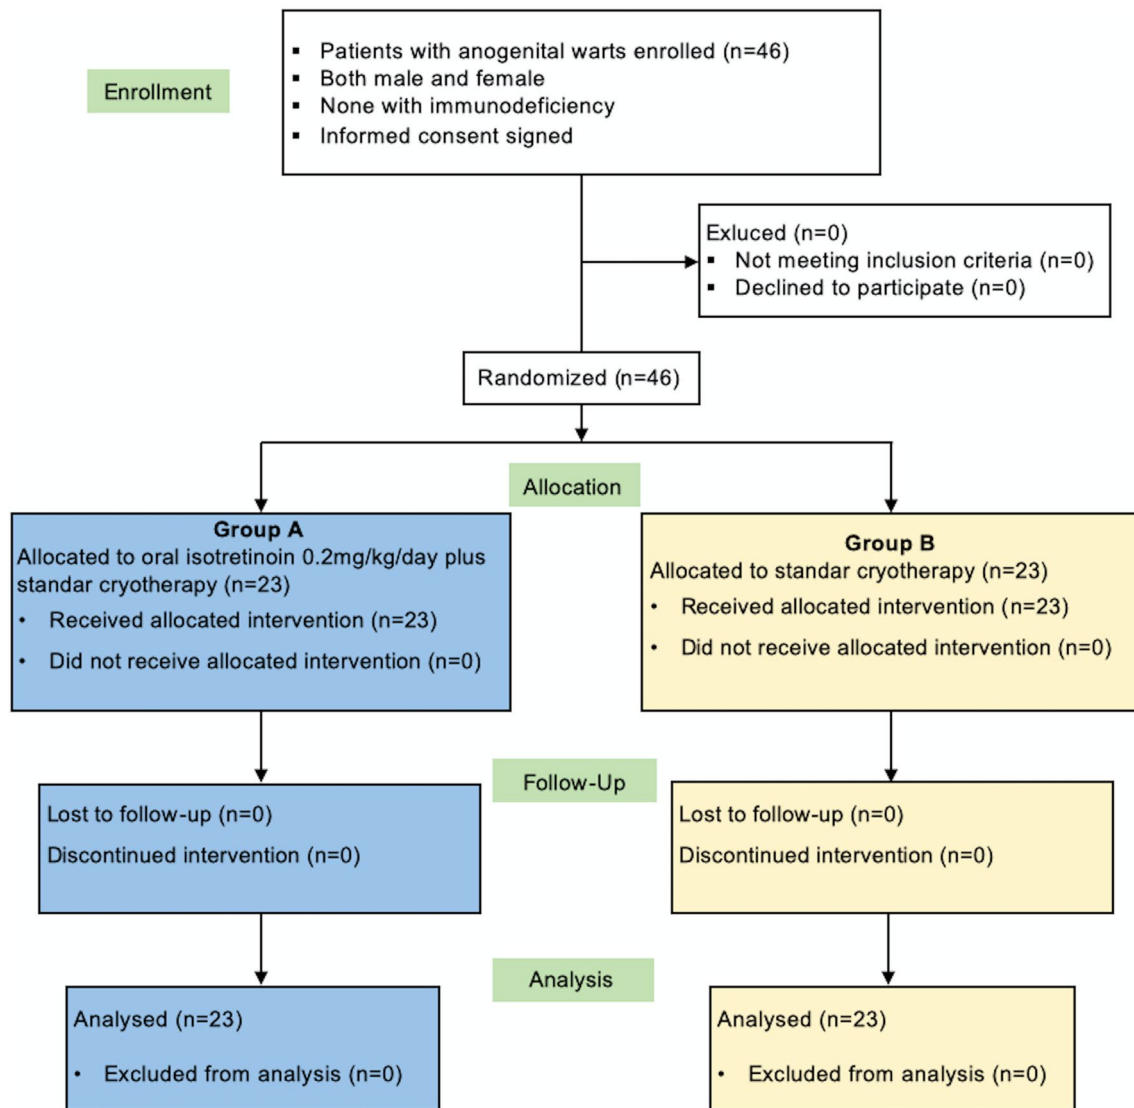 Enrollment
▪ Patients with anogenital warts enrolled (n=46)
▪ Both male and female
▪ None with immunodeficiency
▪ Informed consent signed
Exluced (n=0)
▪ Not meeting inclusion criteria (n=0)
▪ Declined to participate (n=0)
Randomized (n=46)
Allocation
Group A
Allocated to oral isotretinoin 0.2mg/kg/day plus
standar cryotherapy (n=23)
• Received allocated intervention (n=23)
• Did not receive allocated intervention (n=0)
Group B
Allocated to standar cryotherapy (n=23)
• Received allocated intervention (n=23)
• Did not receive allocated intervention (n=0)
Follow-Up
Lost to follow-up (n=0)
Discontinued intervention (n=0)
Lost to follow-up (n=0)
Discontinued intervention (n=0)
Analysis
Analysed (n=23)
• Excluded from analysis (n=0)
Analysed (n=23)
• Excluded from analysis (n=0)